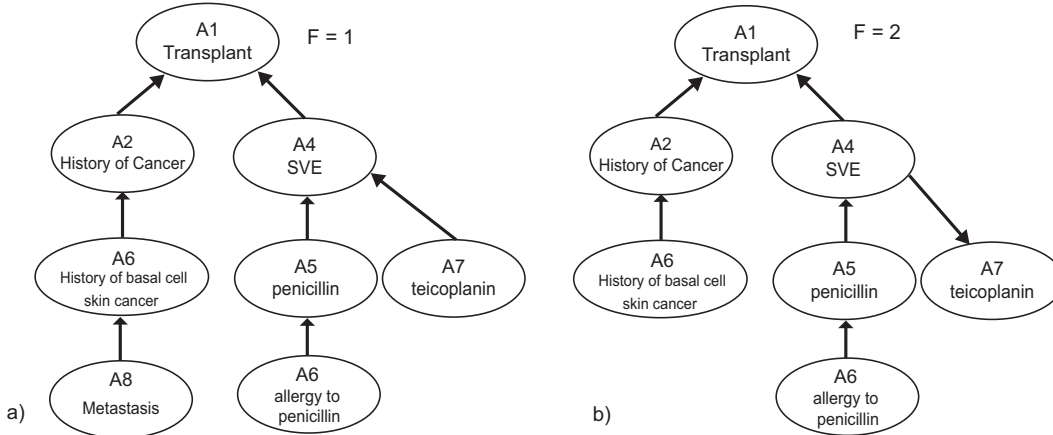 A1
Transplant
F = 1
A2
History of Cancer
A4
SVE
A6
History of basal cell
skin cancer
A5
penicillin
A7
teicoplanin
A8
Metastasis
A6
allergy to
penicillin
a)
A1
Transplant
F = 2
A2
History of Cancer
A4
SVE
A6
History of basal cell
skin cancer
A5
penicillin
A7
teicoplanin
A6
allergy to
penicillin
b)